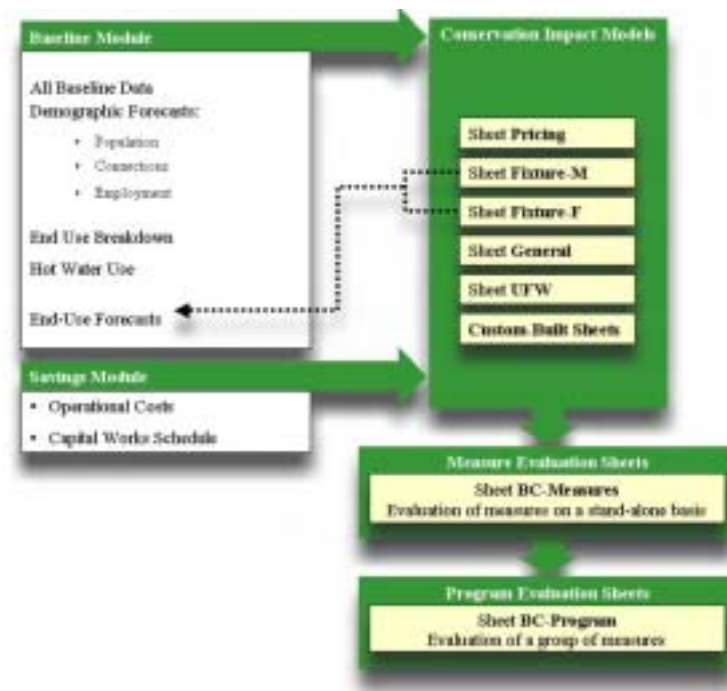 Baseline Module
All Baseline Data
Demographic Forecasts:
• Population
• Connections
• Employment
End Use Breakdown
Hot Water Use
End-Use Forecasts
Savings Module
• Operational Costs
• Capital Works Schedule
Conservation Impact Models
Sheet Pricing
Sheet Fixture-M
Sheet Fixture-F
Sheet General
Sheet UFW
Custom Built Sheets
Measure Evaluation Sheets
Sheet BC-Measures
Evaluation of measures on a stand-alone basis
Program Evaluation Sheets
Sheet BC-Program
Evaluation of a group of measures